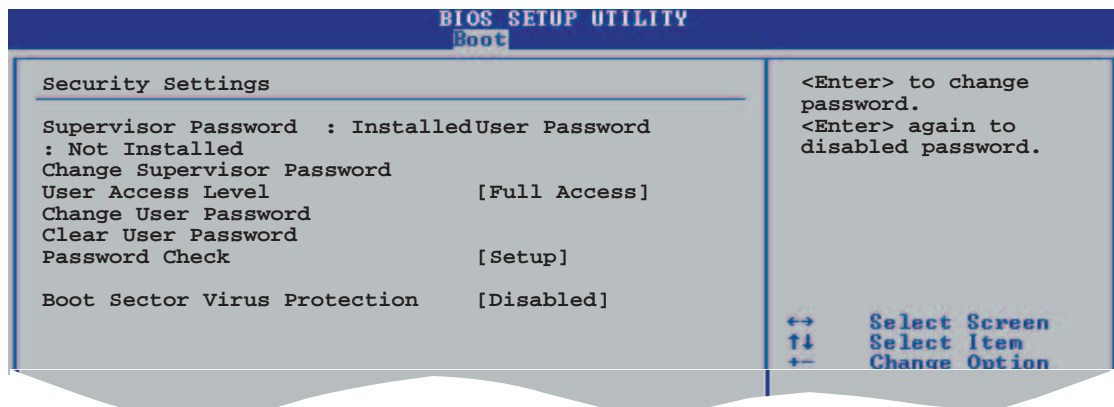 BIOS SETUP UTILITY
Boot
Security Settings
Supervisor Password : InstalledUser Password
: Not Installed
Change Supervisor Password
User Access Level [Full Access]
Change User Password
Clear User Password
Password Check [Setup]
Boot Sector Virus Protection [Disabled]
<Enter> to change
password.
<Enter> again to
disabled password.
←→ Select Screen
↑↓ Select Item
+- Change Option